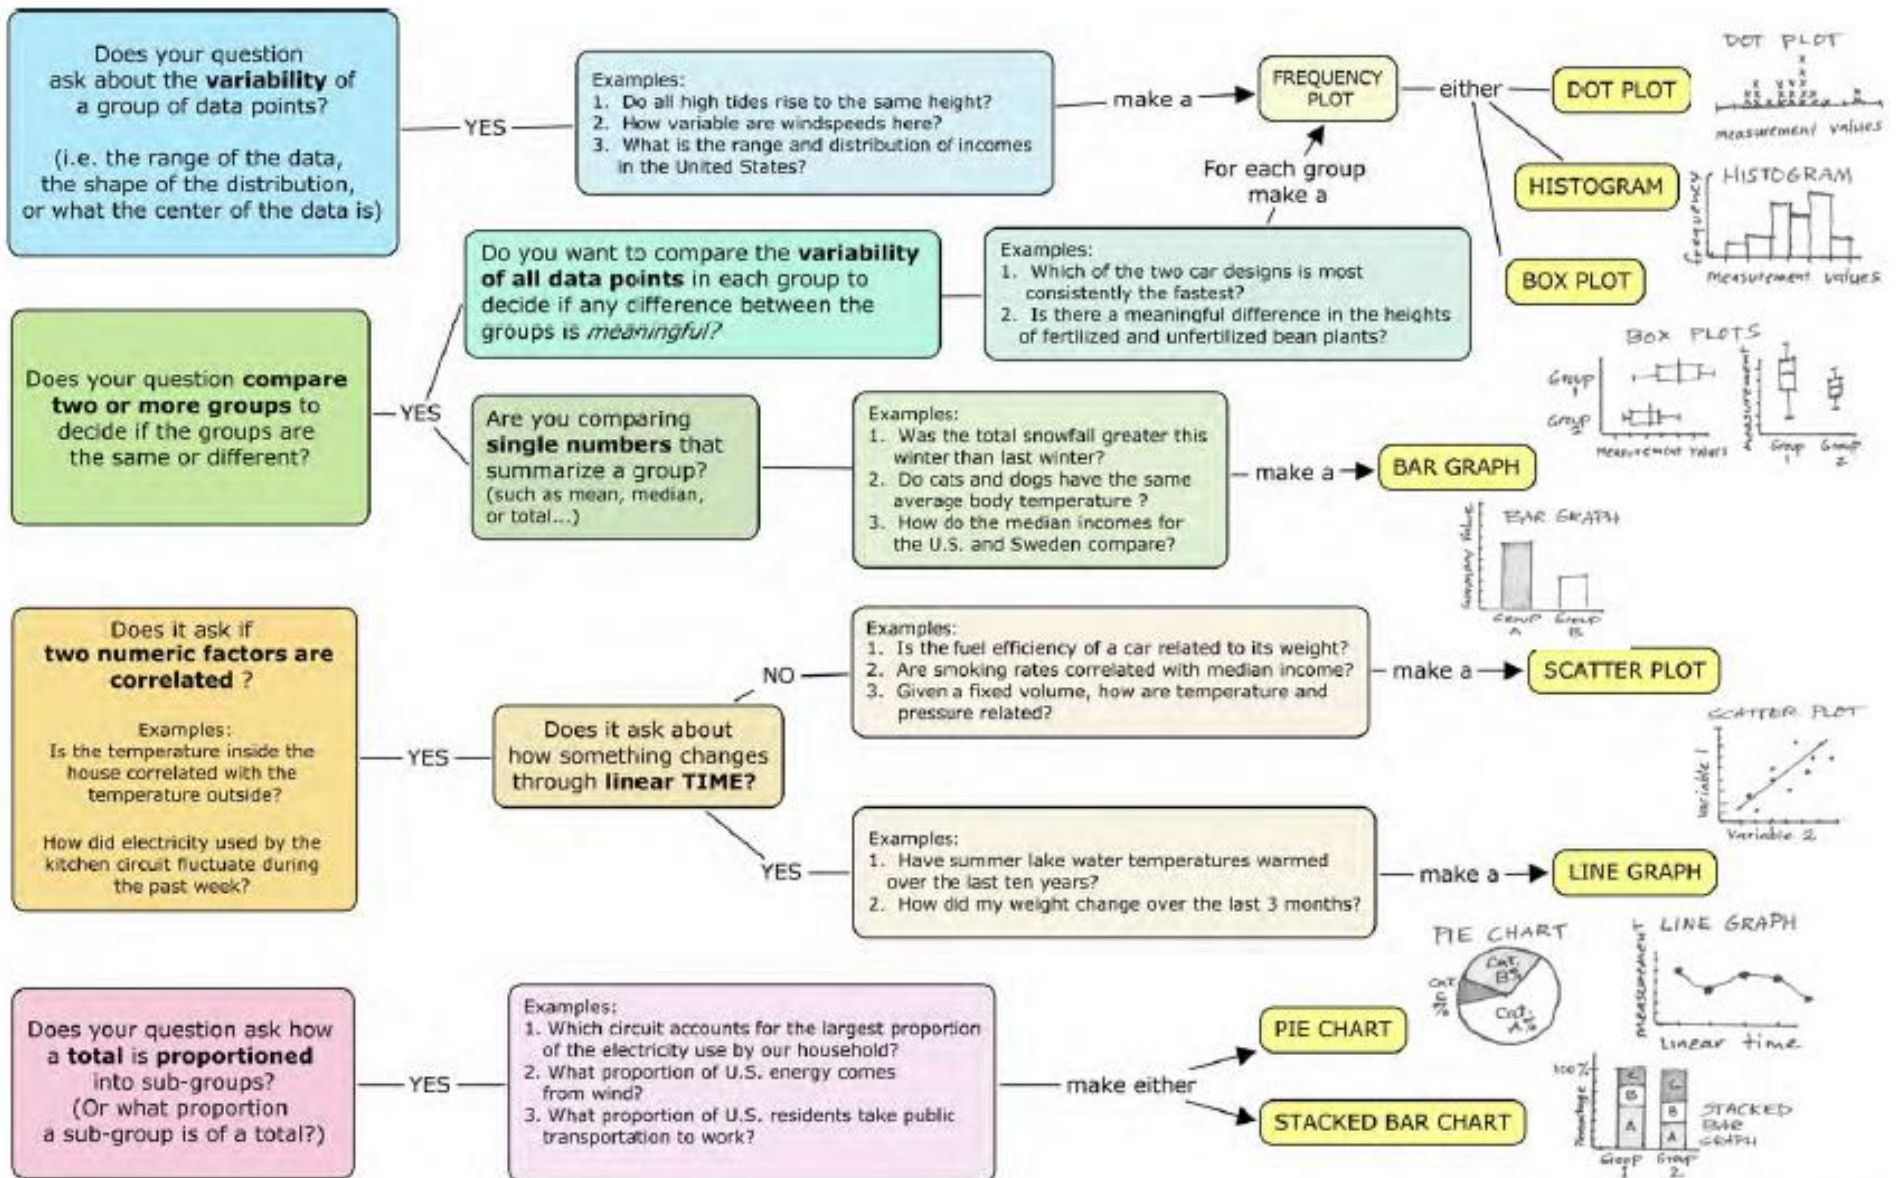 Does your question
ask about the variability of
a group of data points?
(i.e. the range of the data,
the shape of the distribution,
or what the center of the data is)
YES
Examples:
1. Do all high tides rise to the same height?
2. How variable are windspeeds here?
3. What is the range and distribution of incomes
in the United States?
make a
FREQUENCY
PLOT
either
DOT PLOT
HISTOGRAM
BOX PLOT
DOT PLOT
measurement values
HISTOGRAM
frequency
measurement values
BOX PLOTS
Group
1
Group
2
measurement values
measurement
Group
1
Group
2
Does your question compare
two or more groups to
decide if the groups are
the same or different?
YES
Do you want to compare the variability
of all data points in each group to
decide if any difference between the
groups is meaningful?
Examples:
1. Which of the two car designs is most
consistently the fastest?
2. Is there a meaningful difference in the heights
of fertilized and unfertilized bean plants?
For each group
make a
Are you comparing
single numbers that
summarize a group?
(such as mean, median,
or total...)
Examples:
1. Was the total snowfall greater this
winter than last winter?
2. Do cats and dogs have the same
average body temperature ?
3. How do the median incomes for
the U.S. and Sweden compare?
make a
BAR GRAPH
BAR GRAPH
Summary Value
Group
A
Group
B
Does it ask if
two numeric factors are
correlated ?
Examples:
Is the temperature inside the
house correlated with the
temperature outside?
How did electricity used by the
kitchen circuit fluctuate during
the past week?
YES
Does it ask about
how something changes
through linear TIME?
NO
Examples:
1. Is the fuel efficiency of a car related to its weight?
2. Are smoking rates correlated with median income?
3. Given a fixed volume, how are temperature and
pressure related?
make a
SCATTER PLOT
SCATTER PLOT
Variable 1
Variable 2
YES
Examples:
1. Have summer lake water temperatures warmed
over the last ten years?
2. How did my weight change over the last 3 months?
make a
LINE GRAPH
LINE GRAPH
measurement
Linear time
Does your question ask how
a total is proportioned
into sub-groups?
(Or what proportion
a sub-group is of a total?)
YES
Examples:
1. Which circuit accounts for the largest proportion
of the electricity use by our household?
2. What proportion of U.S. energy comes
from wind?
3. What proportion of U.S. residents take public
transportation to work?
make either
PIE CHART
STACKED BAR CHART
PIE CHART
Cat.
B%
Cat.
Cat.
A%
100%
Percentage
C
B
A
C
B
A
Group
1
Group
2
STACKED
BAR
GRAPH